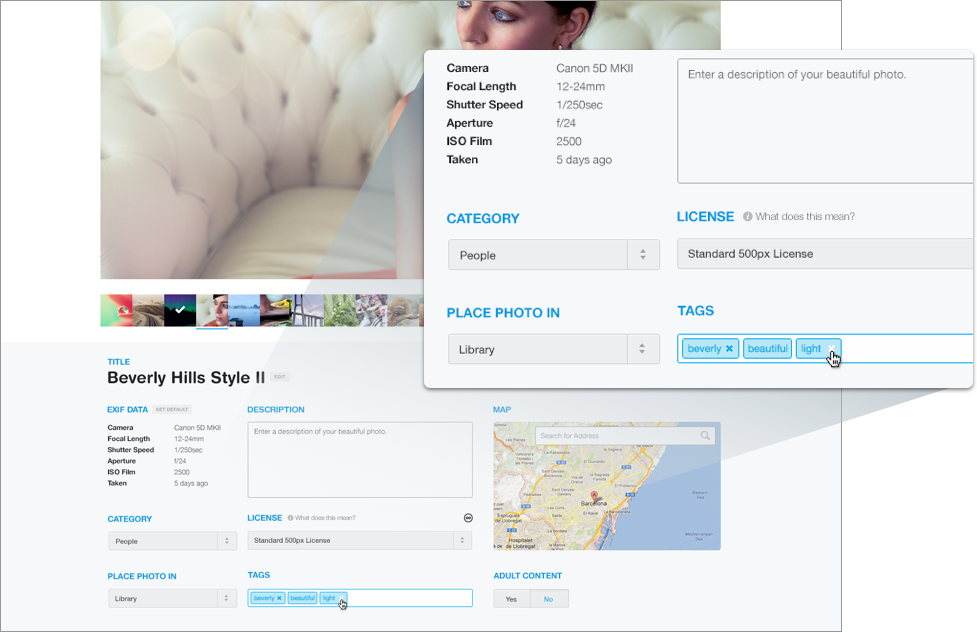 Camera Canon 5D MKII
Focal Length 12-24mm
Shutter Speed 1/250sec
Aperture f/24
ISO Film 2500
Taken 5 days ago
Enter a description of your beautiful photo.
CATEGORY
People
LICENSE What does this mean?
Standard 500px License
PLACE PHOTO IN
Library
TAGS
beverly × beautiful light ×
TITLE
Beverly Hills Style II EDIT
EXIF DATA SET DEFAULT
Camera Canon 5D MKII
Focal Length 12-24mm
Shutter Speed 1/250sec
Aperture f/24
ISO Film 2500
Taken 5 days ago
DESCRIPTION
Enter a description of your beautiful photo.
MAP
Search for Address
Barcelona
L'Hospitalet
de Llobregat
CATEGORY
People
LICENSE What does this mean?
Standard 500px License
PLACE PHOTO IN
Library
TAGS
beverly × beautiful light
ADULT CONTENT
Yes No